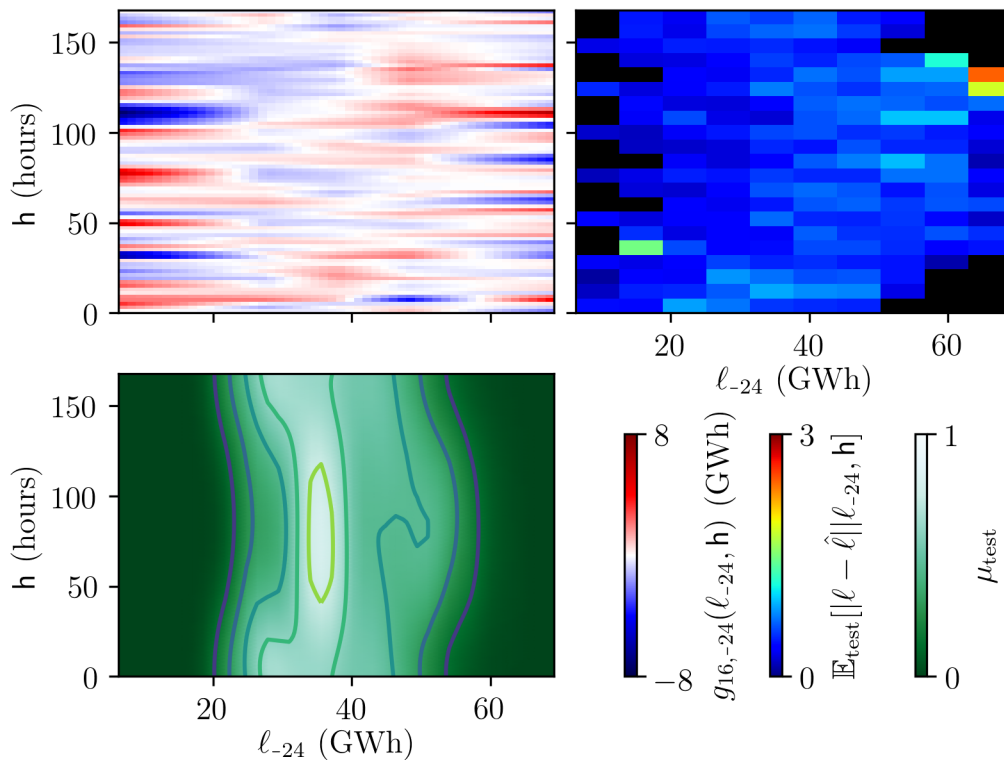 150
100
50
0
h (hours)
20
40
60
ℓ-24 (GWh)
150
100
50
0
h (hours)
20
40
60
ℓ-24 (GWh)
8
−8
g16,-24(ℓ-24, h) (GWh)
3
0
𝔼test[||ℓ − ℓ̂||ℓ-24, h]
1
0
μtest